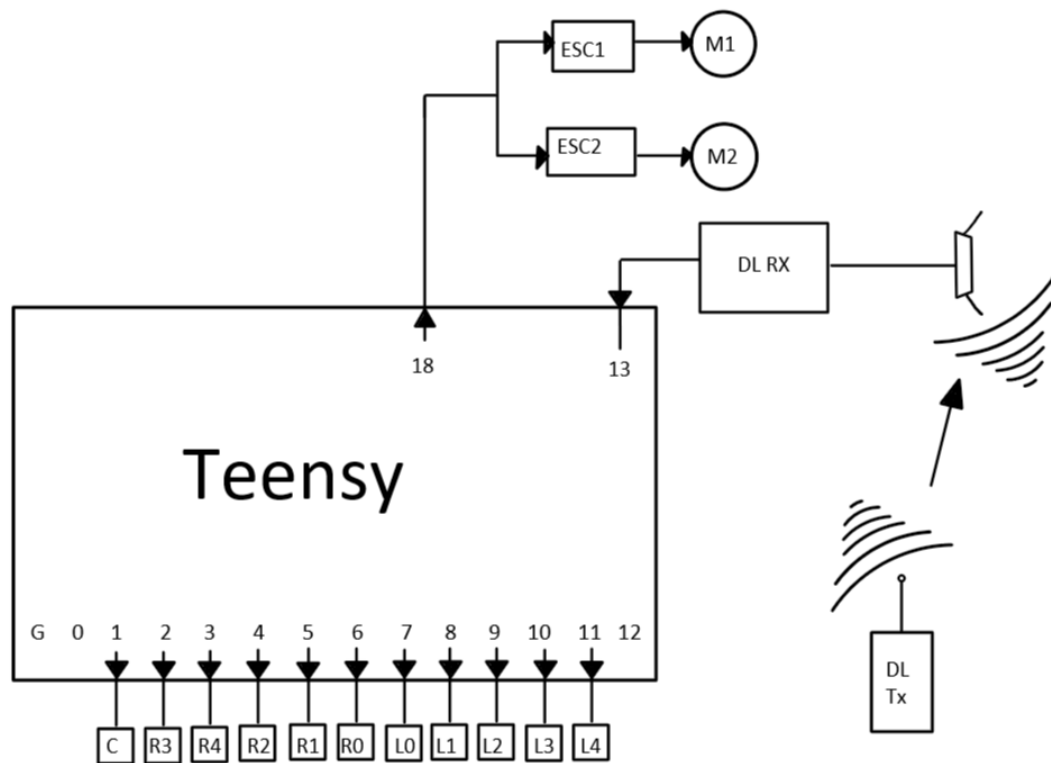 ESC1
M1
ESC2
M2
DL RX
18
13
Teensy
G 0 1 2 3 4 5 6 7 8 9 10 11 12
DL
Tx
C R3 R4 R2 R1 R0 L0 L1 L2 L3 L4